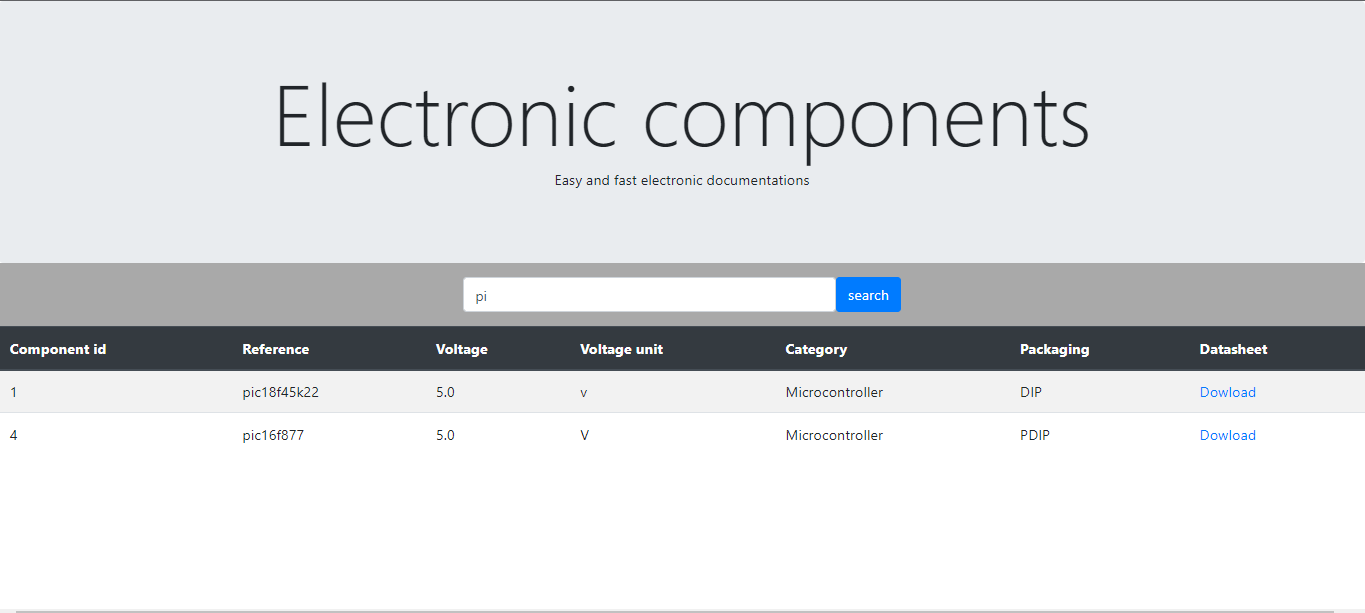 Electronic components
Easy and fast electronic documentations
pi search
Component id Reference Voltage Voltage unit Category Packaging Datasheet
1 pic18f45k22 5.0 v Microcontroller DIP Dowload
4 pic16f877 5.0 V Microcontroller PDIP Dowload